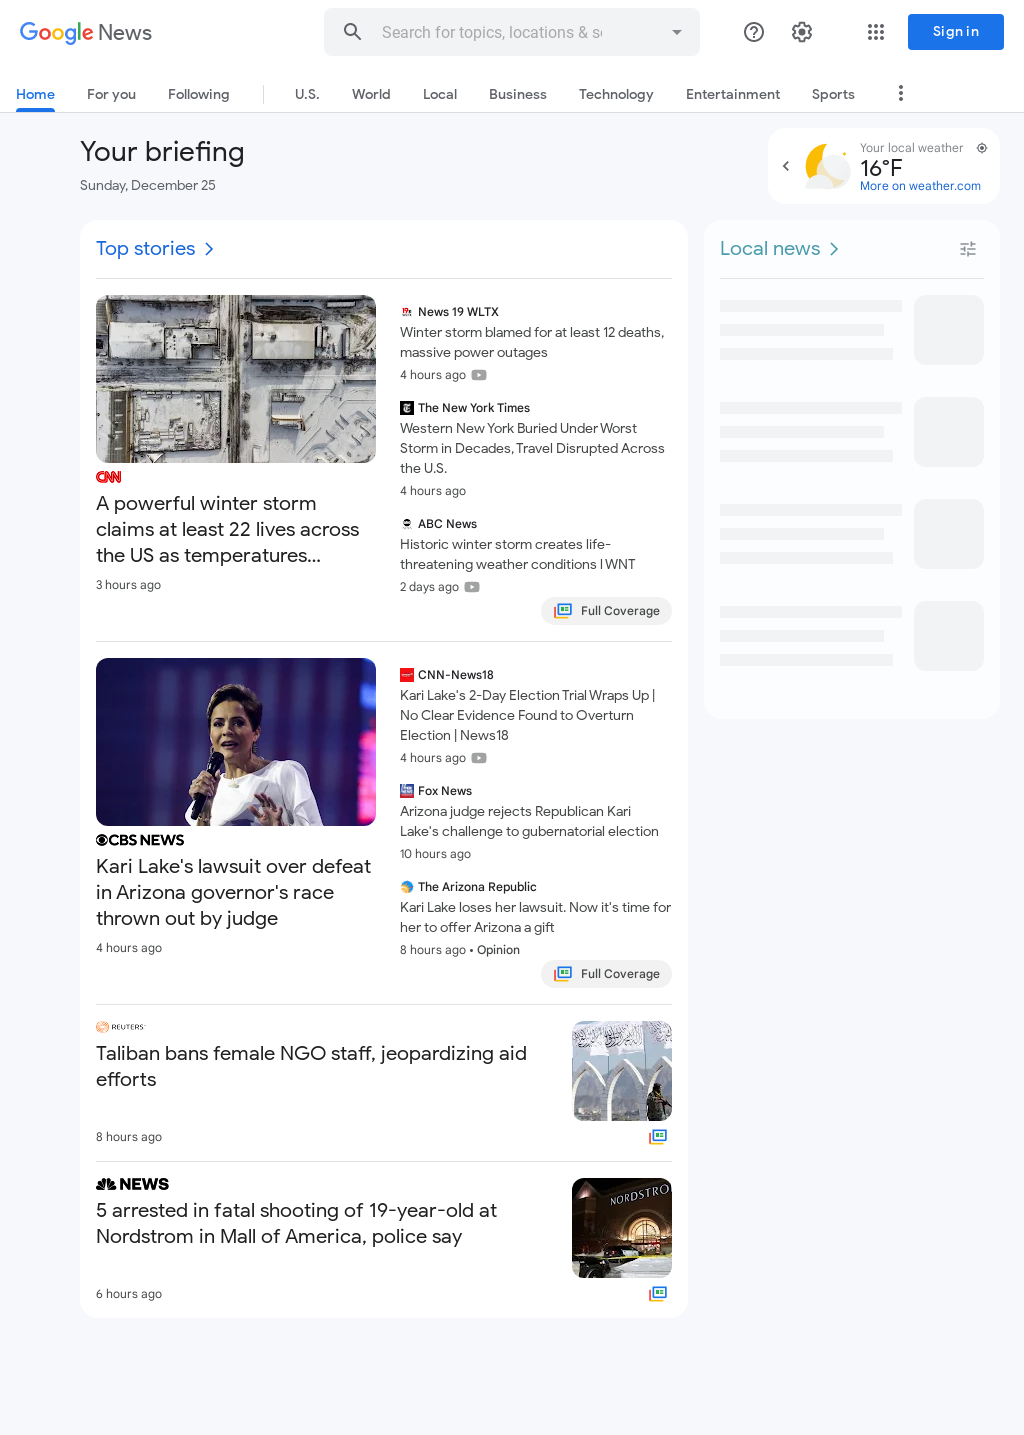 Google News
Search for topics, locations & so
Sign in
Home
For you
Following
U.S.
World
Local
Business
Technology
Entertainment
Sports
Your briefing
Sunday, December 25
Your local weather
16°F
More on weather.com
Top stories
CNN
A powerful winter storm
claims at least 22 lives across
the US as temperatures...
3 hours ago
News 19 WLTX
Winter storm blamed for at least 12 deaths,
massive power outages
4 hours ago
The New York Times
Western New York Buried Under Worst
Storm in Decades, Travel Disrupted Across
the U.S.
4 hours ago
ABC News
Historic winter storm creates life-
threatening weather conditions l WNT
2 days ago
Full Coverage
CBS NEWS
Kari Lake's lawsuit over defeat
in Arizona governor's race
thrown out by judge
4 hours ago
CNN-News18
Kari Lake's 2-Day Election Trial Wraps Up |
No Clear Evidence Found to Overturn
Election | News18
4 hours ago
Fox News
Arizona judge rejects Republican Kari
Lake's challenge to gubernatorial election
10 hours ago
The Arizona Republic
Kari Lake loses her lawsuit. Now it's time for
her to offer Arizona a gift
8 hours ago • Opinion
Full Coverage
REUTERS
Taliban bans female NGO staff, jeopardizing aid
efforts
8 hours ago
NEWS
5 arrested in fatal shooting of 19-year-old at
Nordstrom in Mall of America, police say
NORDSTRO
6 hours ago
Local news